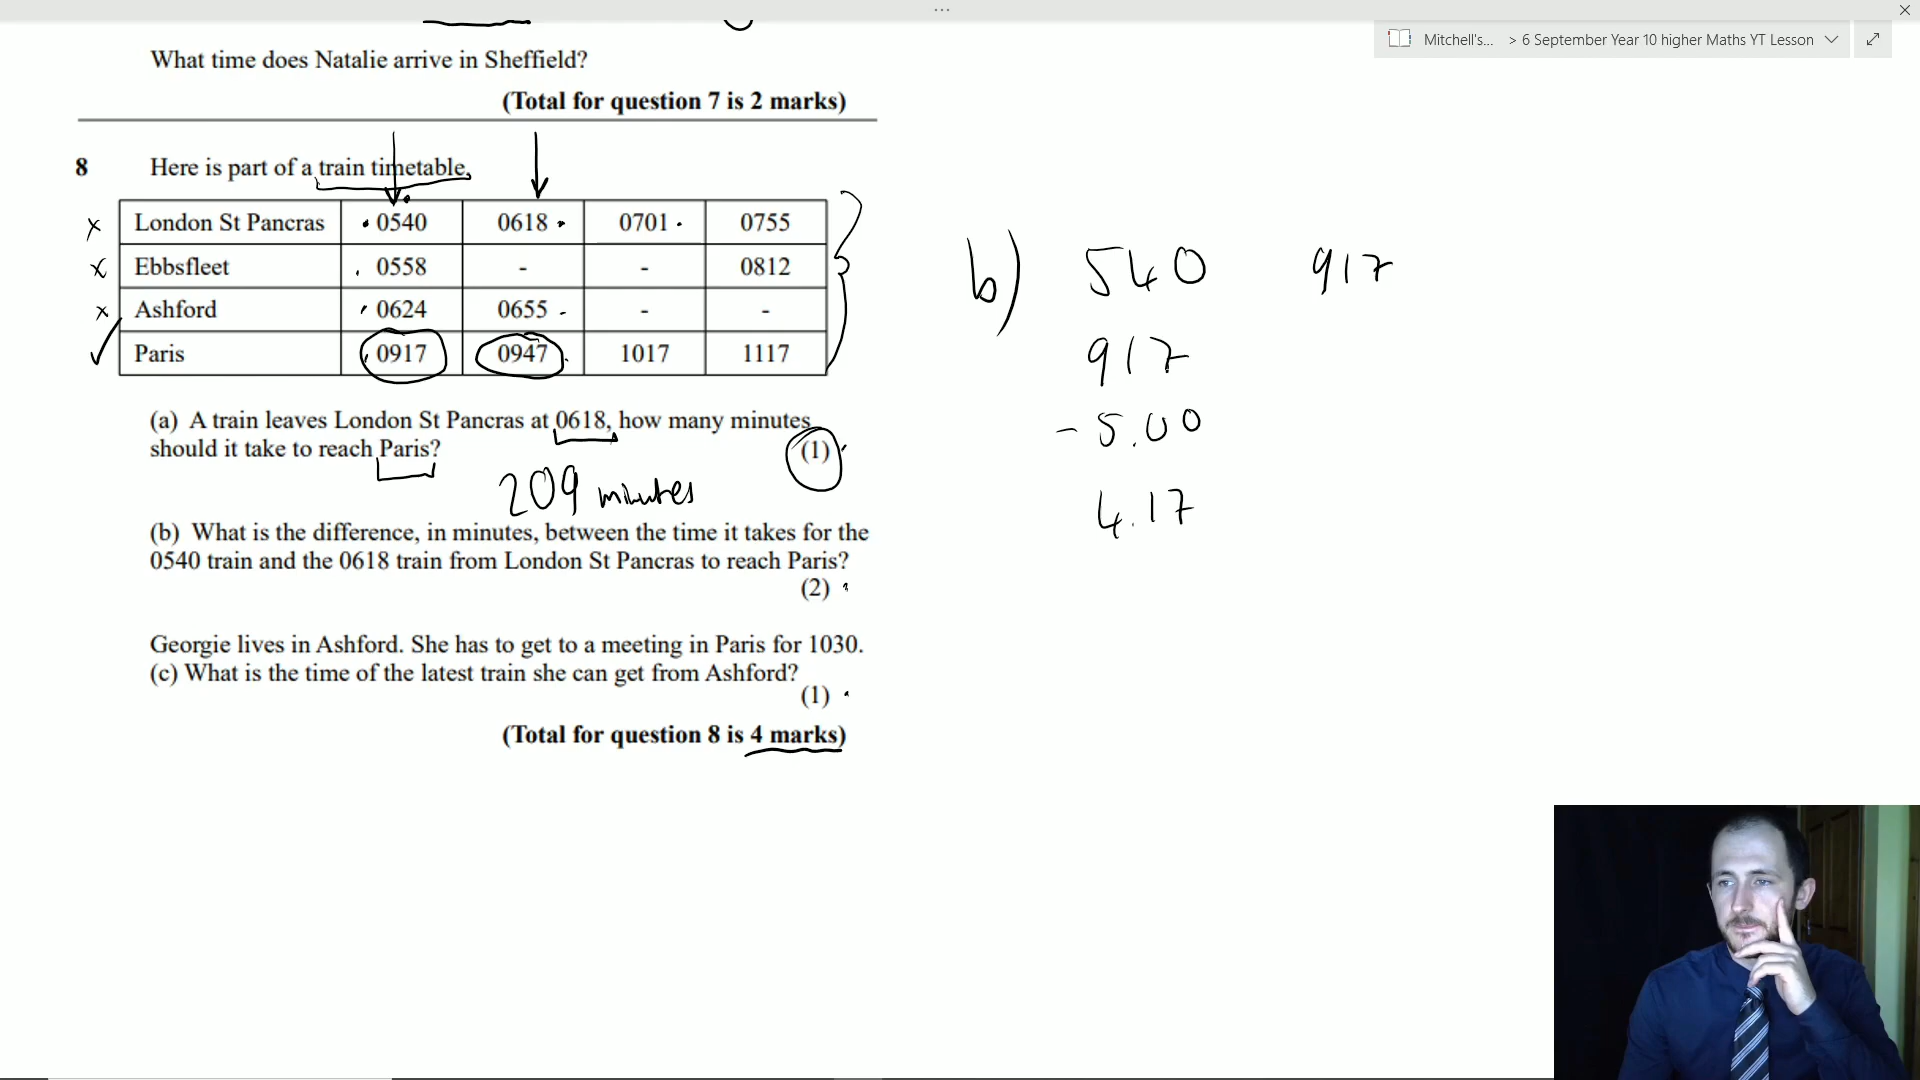 Mitchell's... > 6 September Year 10 higher Maths YT Lesson
What time does Natalie arrive in Sheffield?
(Total for question 7 is 2 marks)
8 Here is part of a train timetable,
London St Pancras 0540 0618 0701 0755
Ebbsfleet 0558 - - 0812
Ashford 0624 0655 - -
Paris 0917 0947 1017 1117
(a) A train leaves London St Pancras at 0618, how many minutes
should it take to reach Paris?
(1)
209 minutes
(b) What is the difference, in minutes, between the time it takes for the
0540 train and the 0618 train from London St Pancras to reach Paris?
(2)
Georgie lives in Ashford. She has to get to a meeting in Paris for 1030.
(c) What is the time of the latest train she can get from Ashford?
(1)
(Total for question 8 is 4 marks)
b) 540 917
917
- 5.00
4.17